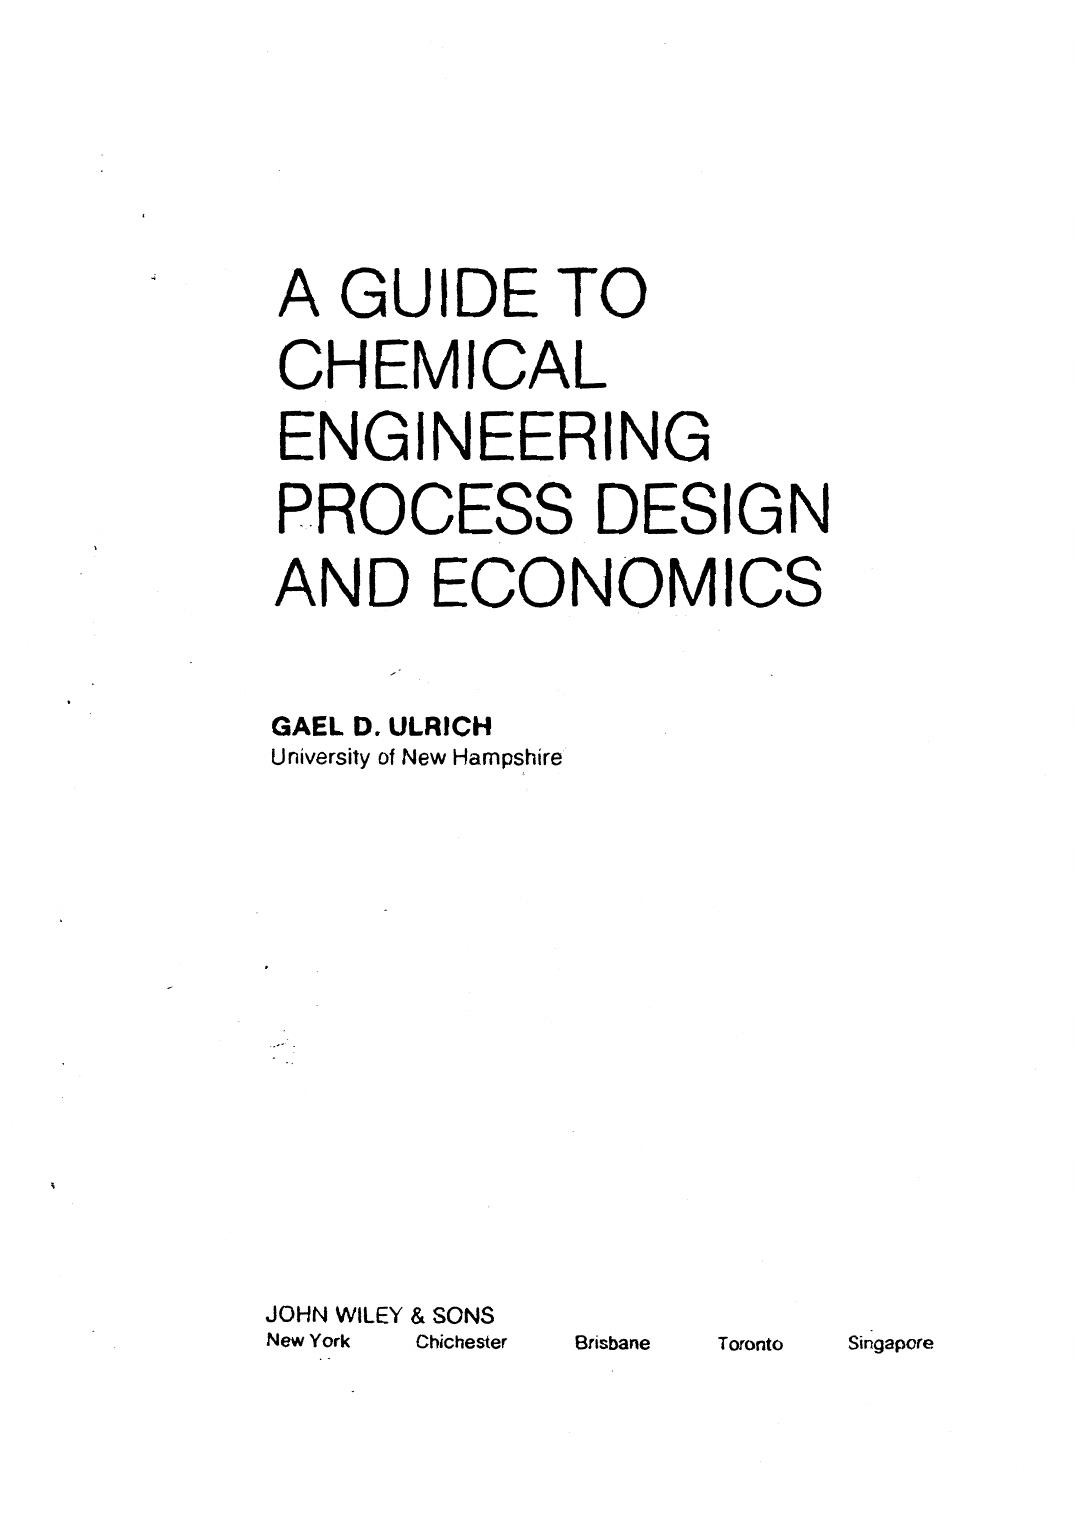 A GUIDE TO
CHEMICAL
ENGINEERING
PROCESS DESIGN
AND ECONOMICS
GAEL D. ULRICH
University of New Hampshire
JOHN WILEY & SONS
New York Chichester Brisbane Toronto Singapore